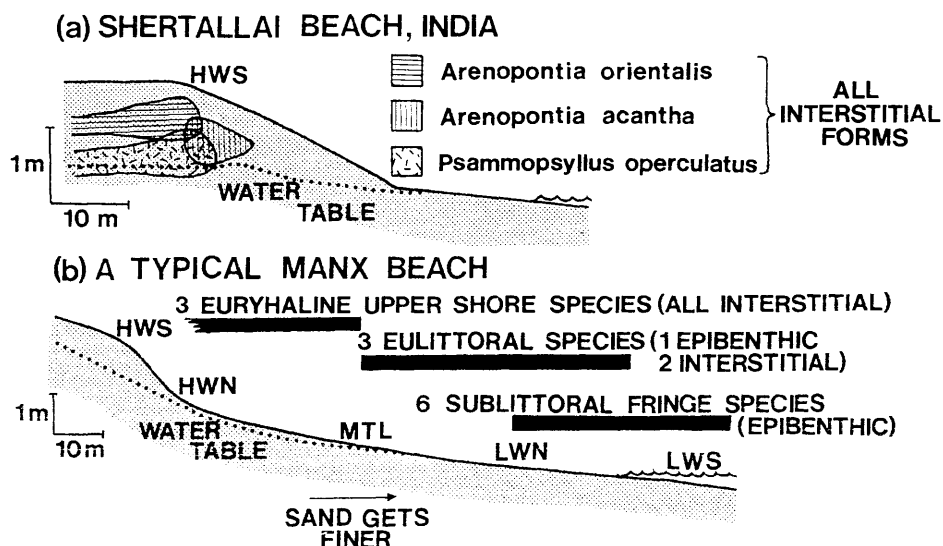 (a) SHERTALLAI BEACH, INDIA
HWS
Arenopontia orientalis
Arenopontia acantha
Psammopsyllus operculatus
ALL
INTERSTITIAL
FORMS
1m
10 m
WATER
TABLE
(b) A TYPICAL MANX BEACH
3 EURYHALINE UPPER SHORE SPECIES (ALL INTERSTITIAL)
HWS
3 EULITTORAL SPECIES (1 EPIBENTHIC
2 INTERSTITIAL)
HWN
6 SUBLITTORAL FRINGE SPECIES
(EPIBENTHIC)
1m
10m
WATER
TABLE
MTL
LWN
LWS
SAND GETS
FINER